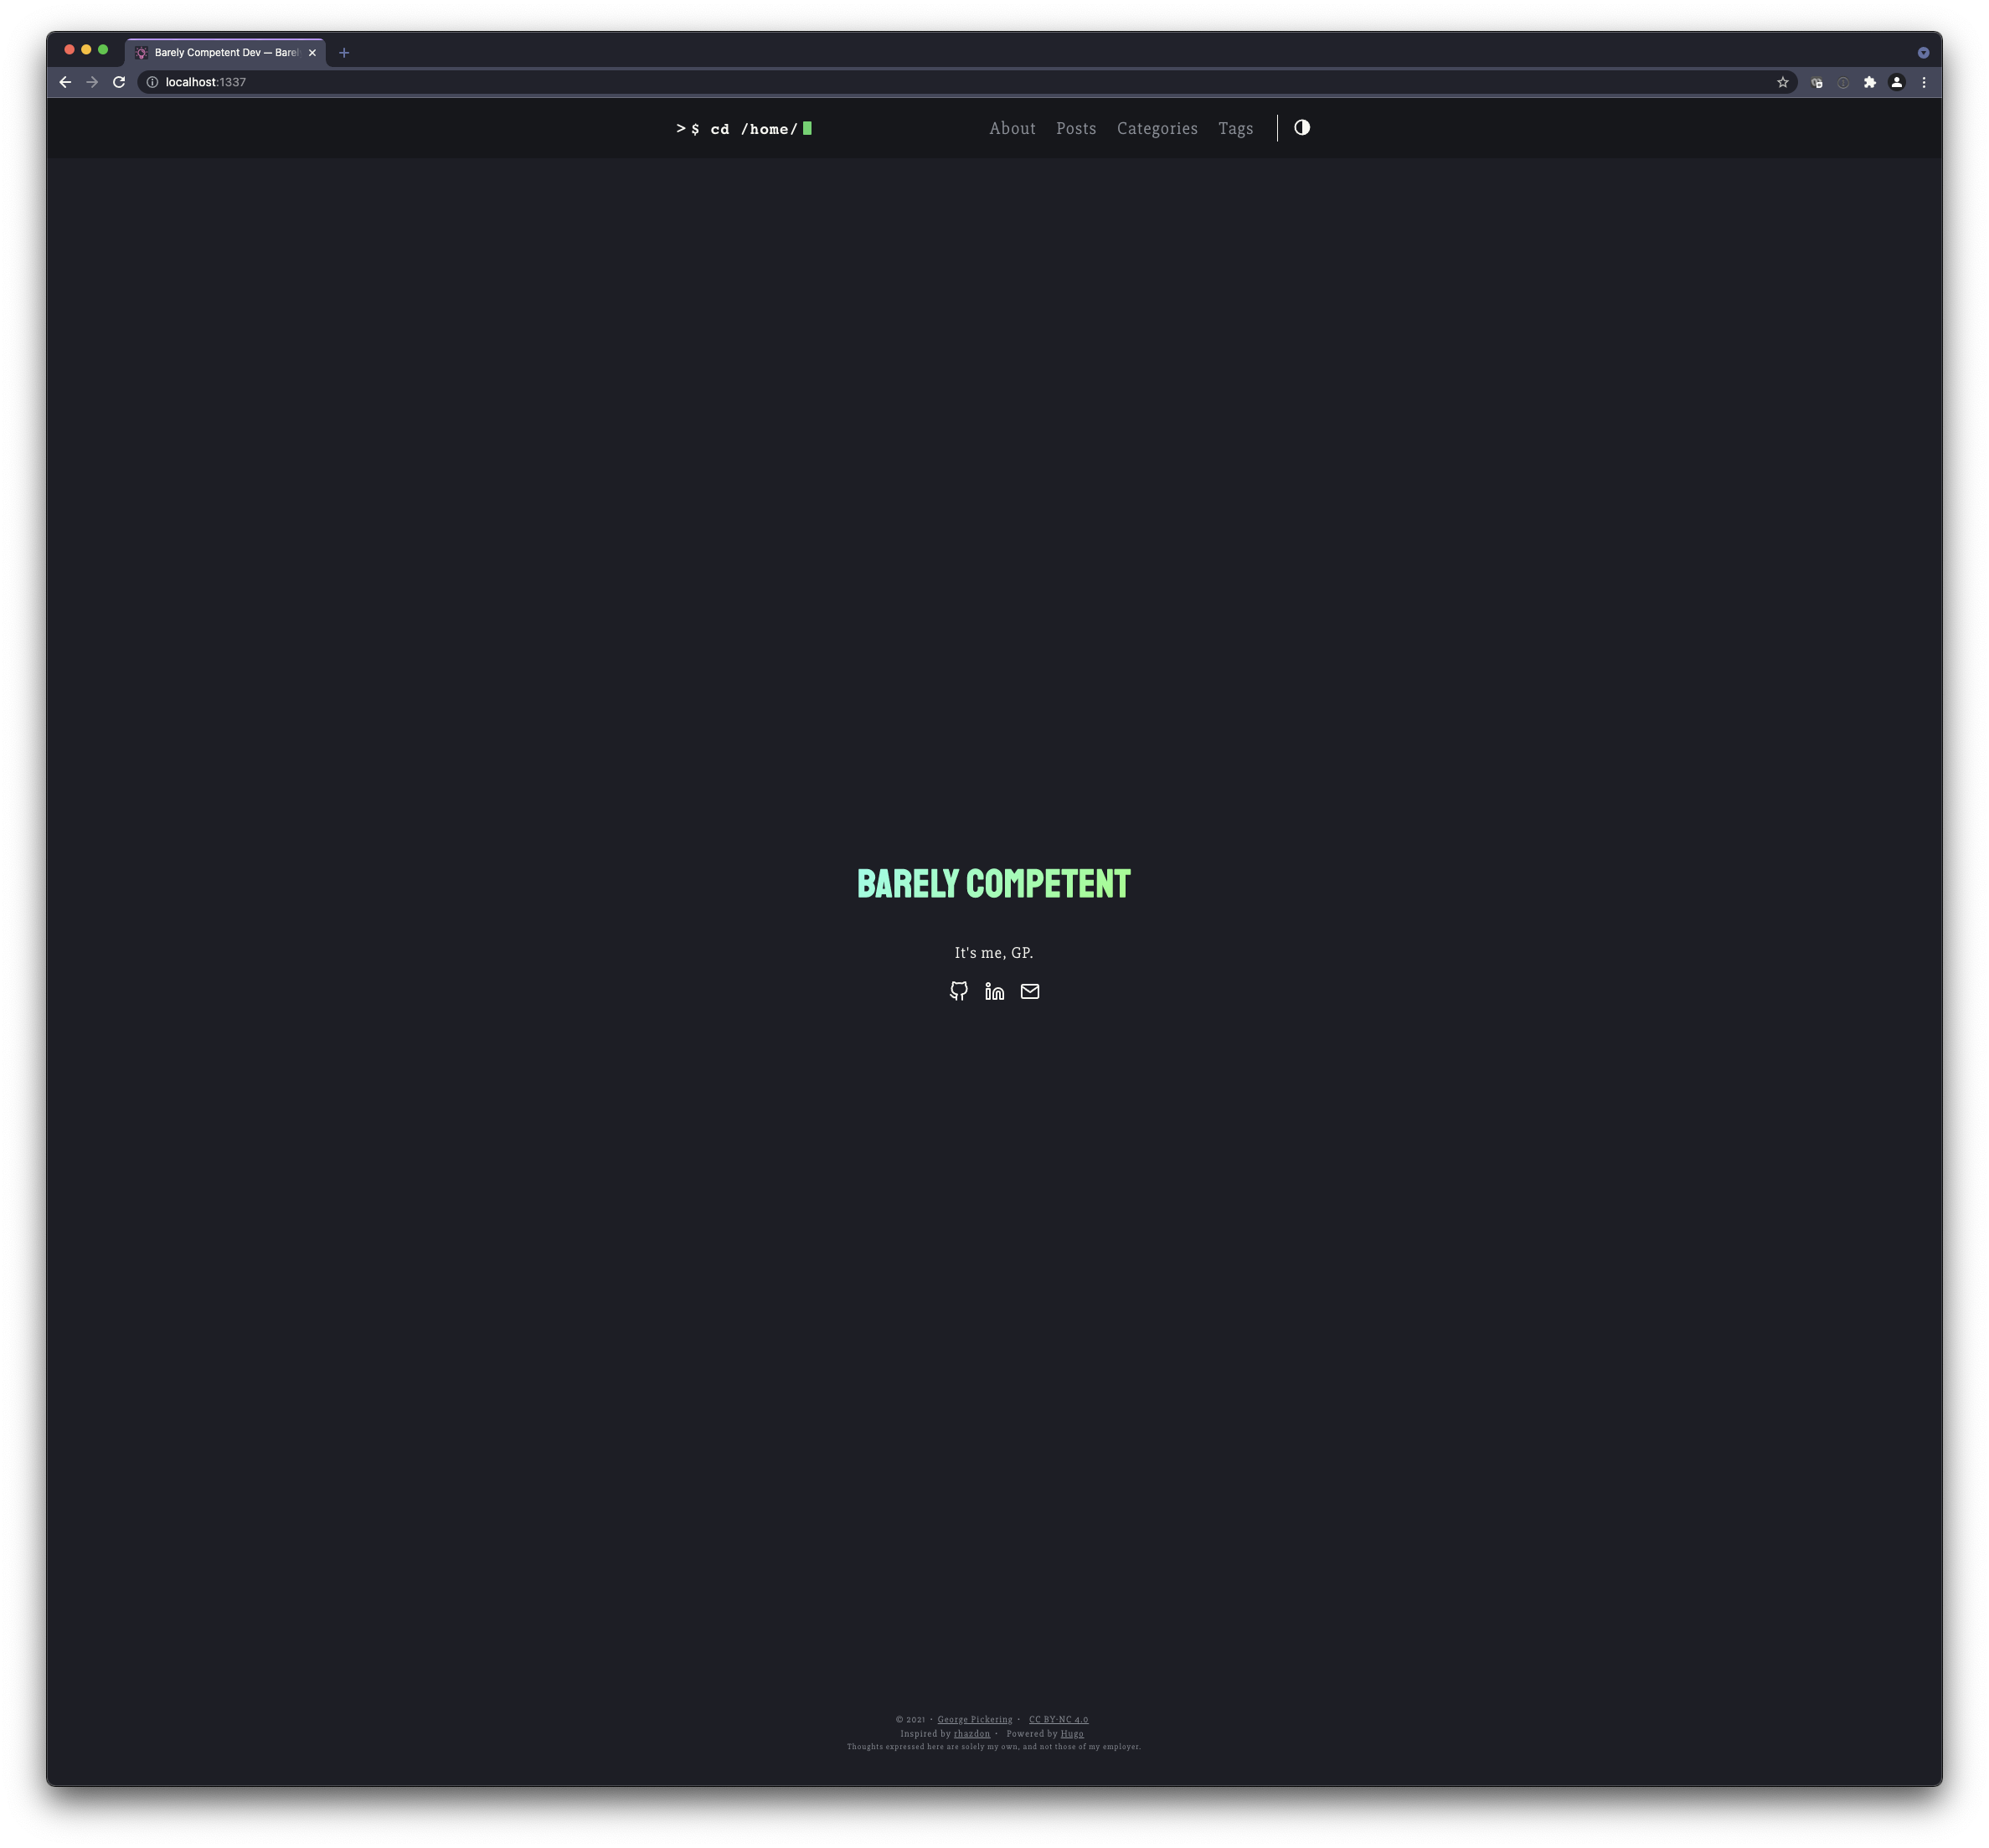 Barely Competent Dev — Barel
localhost:1337
>$ cd /home/
About Posts Categories Tags
BARELY COMPETENT
It's me, GP.
© 2021 · George Pickering · CC BY-NC 4.0
Inspired by rhazdon · Powered by Hugo
Thoughts expressed here are solely my own, and not those of my employer.